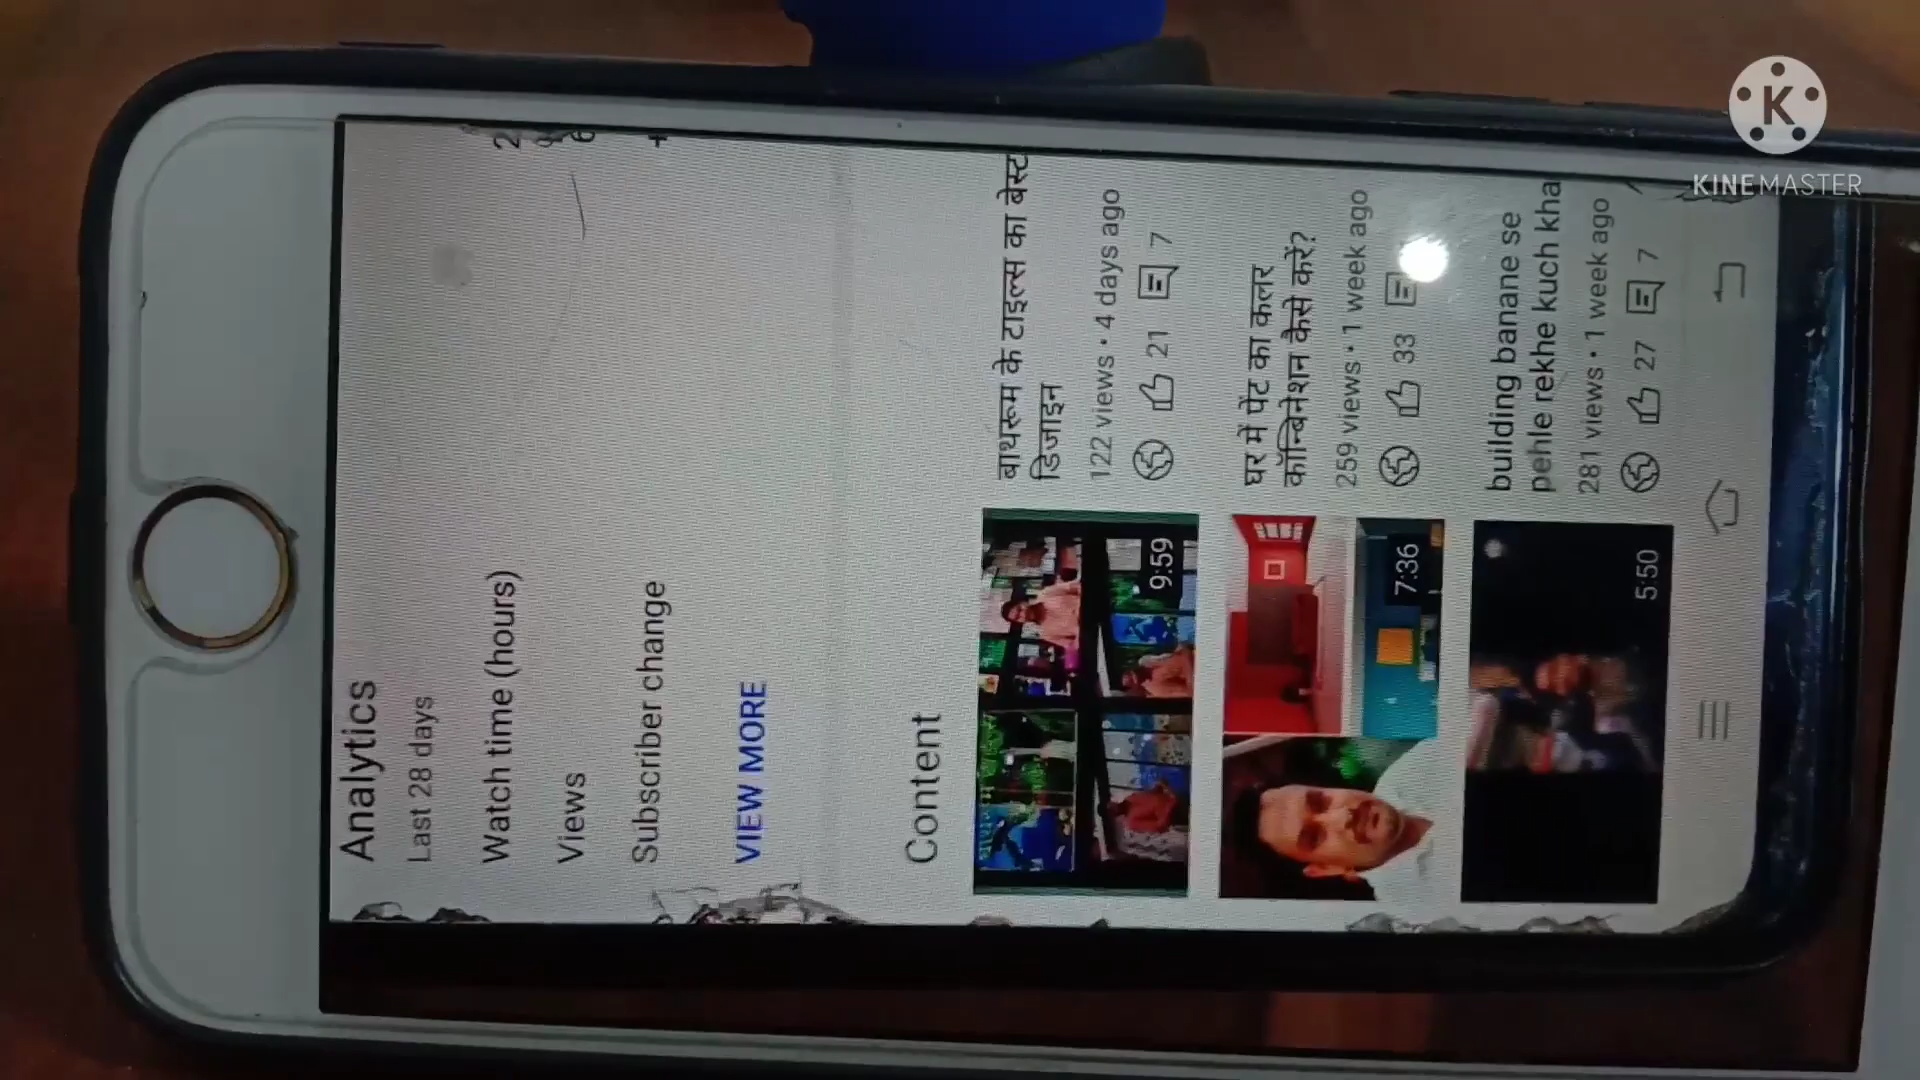 Analytics
Last 28 days
Watch time (hours)
Views
Subscriber change
VIEW MORE
Content
9:59
बाथरूम के टाइल्स का बेस्ट
डिजाइन
122 views • 4 days ago
21 7
7:36
घर में पेंट का कलर
कॉम्बिनेशन कैसे करें?
259 views • 1 week ago
33
5:50
building banane se
pehle rekhe kuch kha
281 views • 1 week ago
27 7
K
KINEMASTER